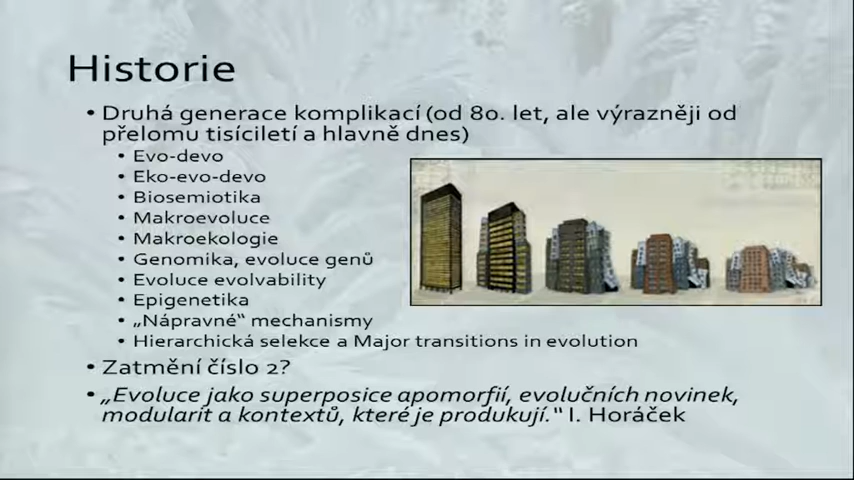 Historie
• Druhá generace komplikací (od 80. let, ale výrazněji od
přelomu tisíciletí a hlavně dnes)
• Evo-devo
• Eko-evo-devo
• Biosemiotika
• Makroevoluce
• Makroekologie
• Genomika, evoluce genů
• Evoluce evolvability
• Epigenetika
• „Nápravné“ mechanismy
• Hierarchická selekce a Major transitions in evolution
• Zatmění číslo 2?
• „Evoluce jako superposice apomorfií, evolučních novinek,
modularit a kontextů, které je produkují.“ I. Horáček